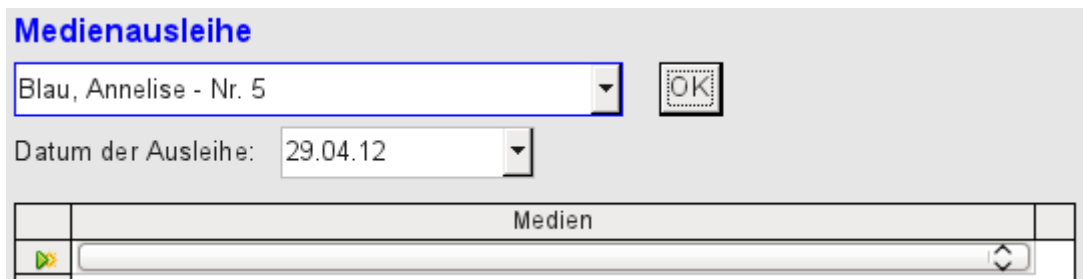 Medienausleihe
Blau, Annelise - Nr. 5 OK
Datum der Ausleihe: 29.04.12
Medien